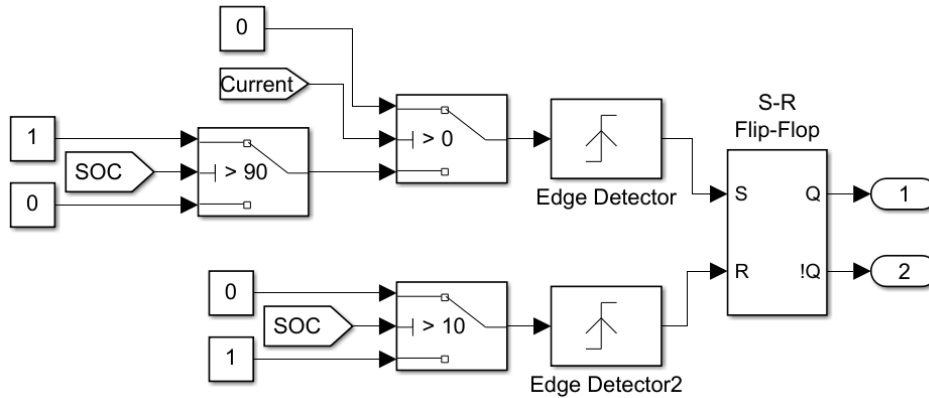 0
Current
1
SOC
0
> 90
> 0
Edge Detector
S-R
Flip-Flop
S
Q
R
!Q
1
2
0
SOC
1
> 10
Edge Detector2